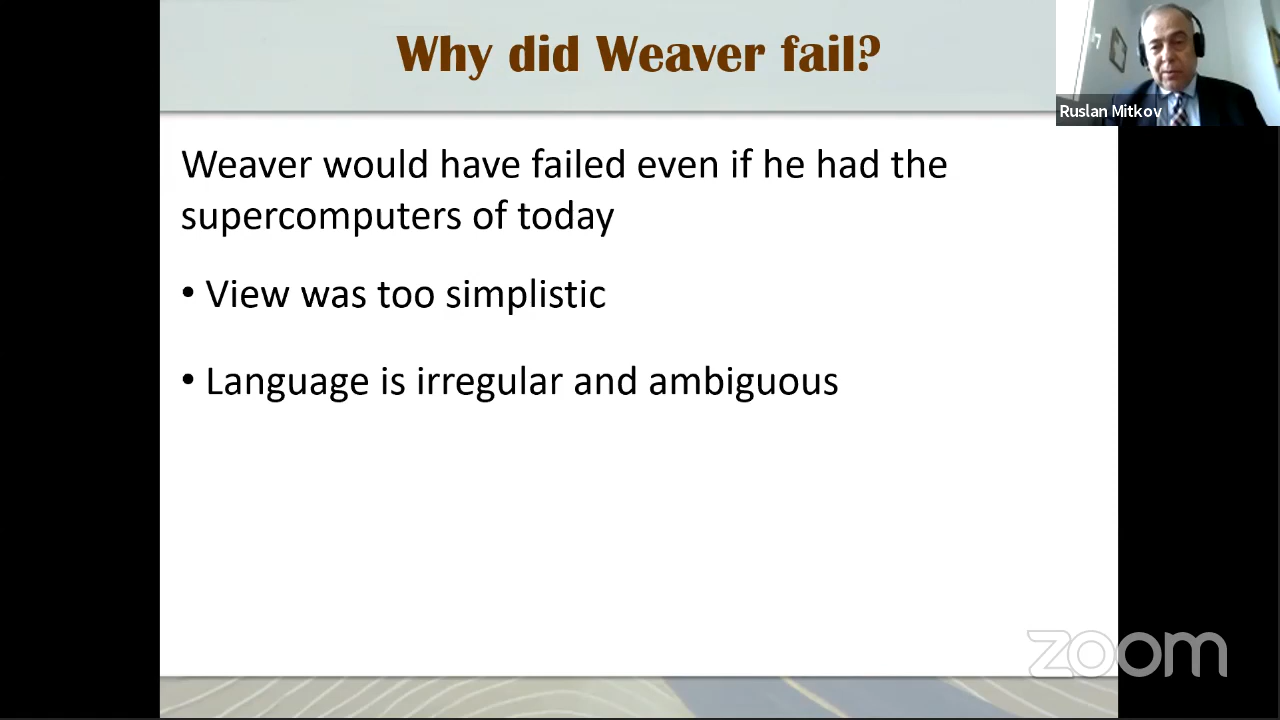 Why did Weaver fail?
Ruslan Mitkov
Weaver would have failed even if he had the
supercomputers of today
• View was too simplistic
• Language is irregular and ambiguous
zoom